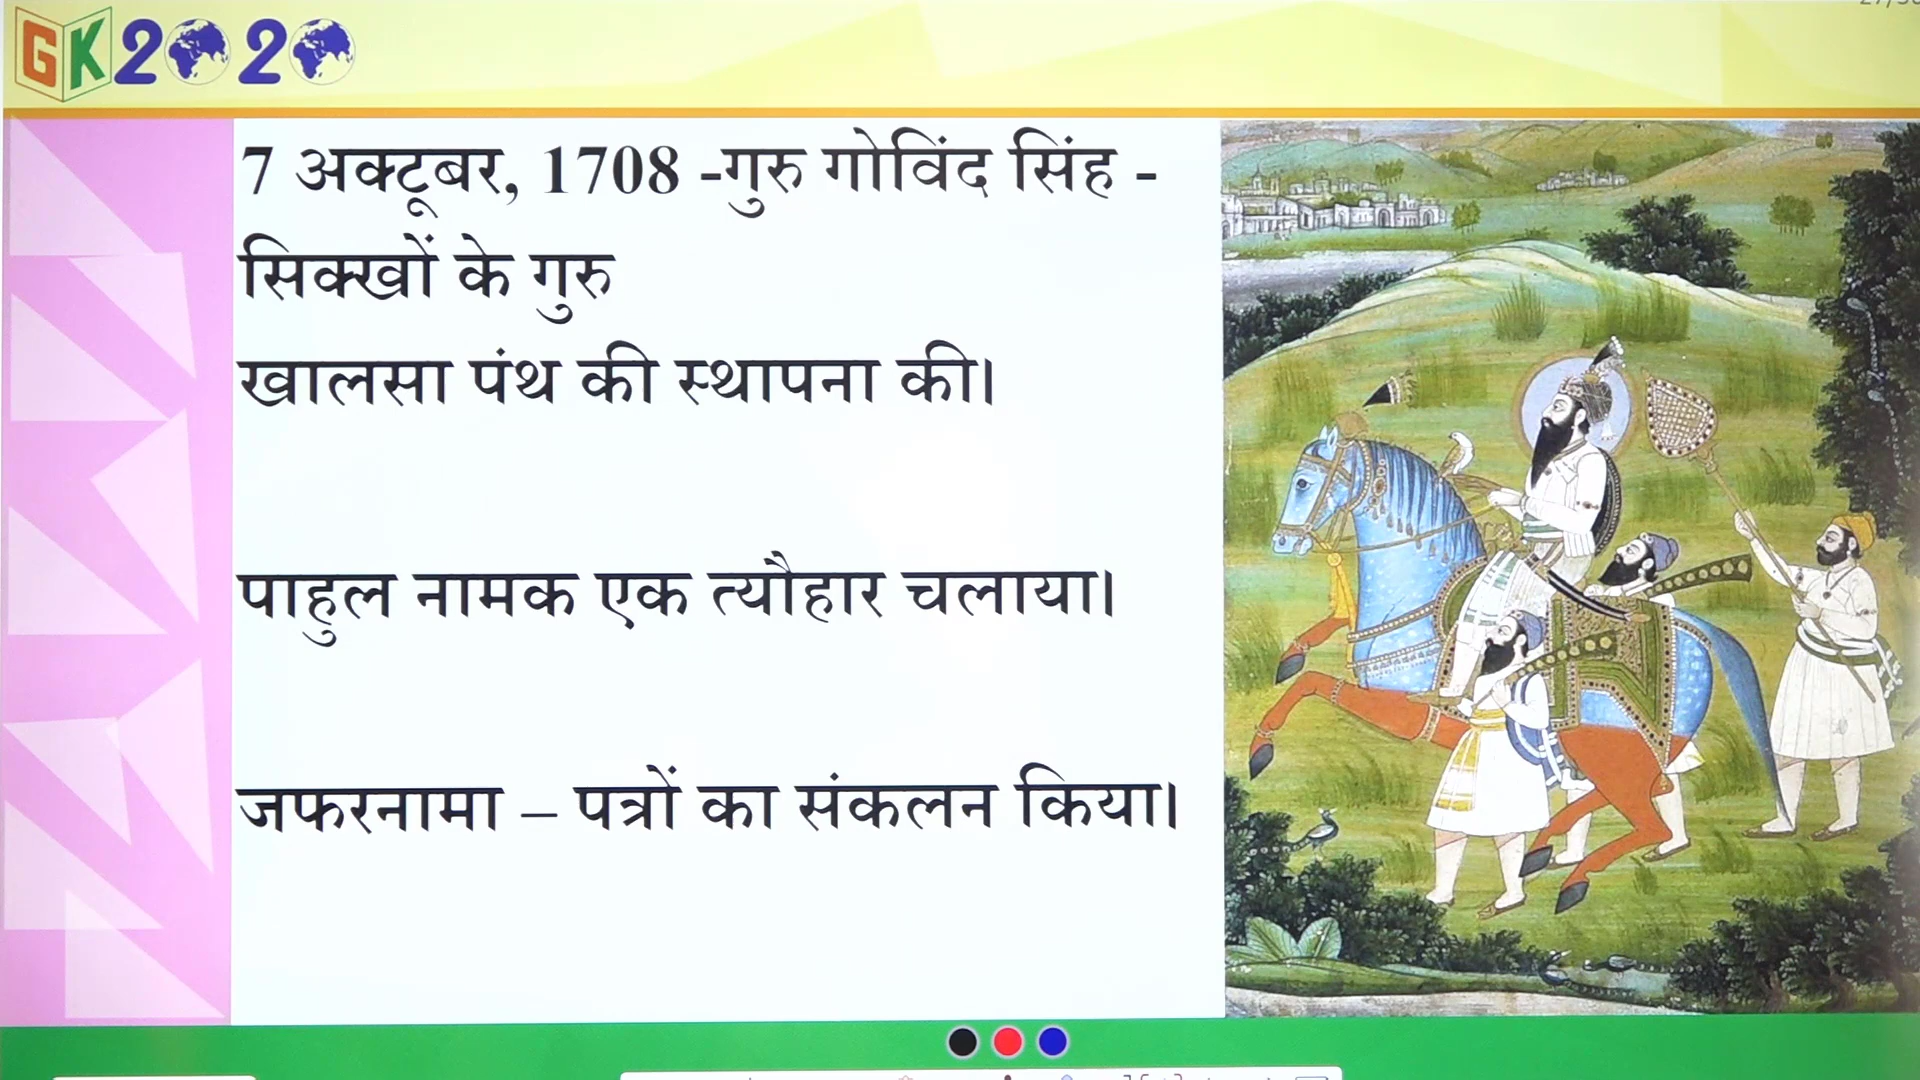 GK2020
7 अक्टूबर, 1708 -गुरु गोविंद सिंह -
सिक्खों के गुरु
खालसा पंथ की स्थापना की।
पाहुल नामक एक त्यौहार चलाया।
जफरनामा – पत्रों का संकलन किया।